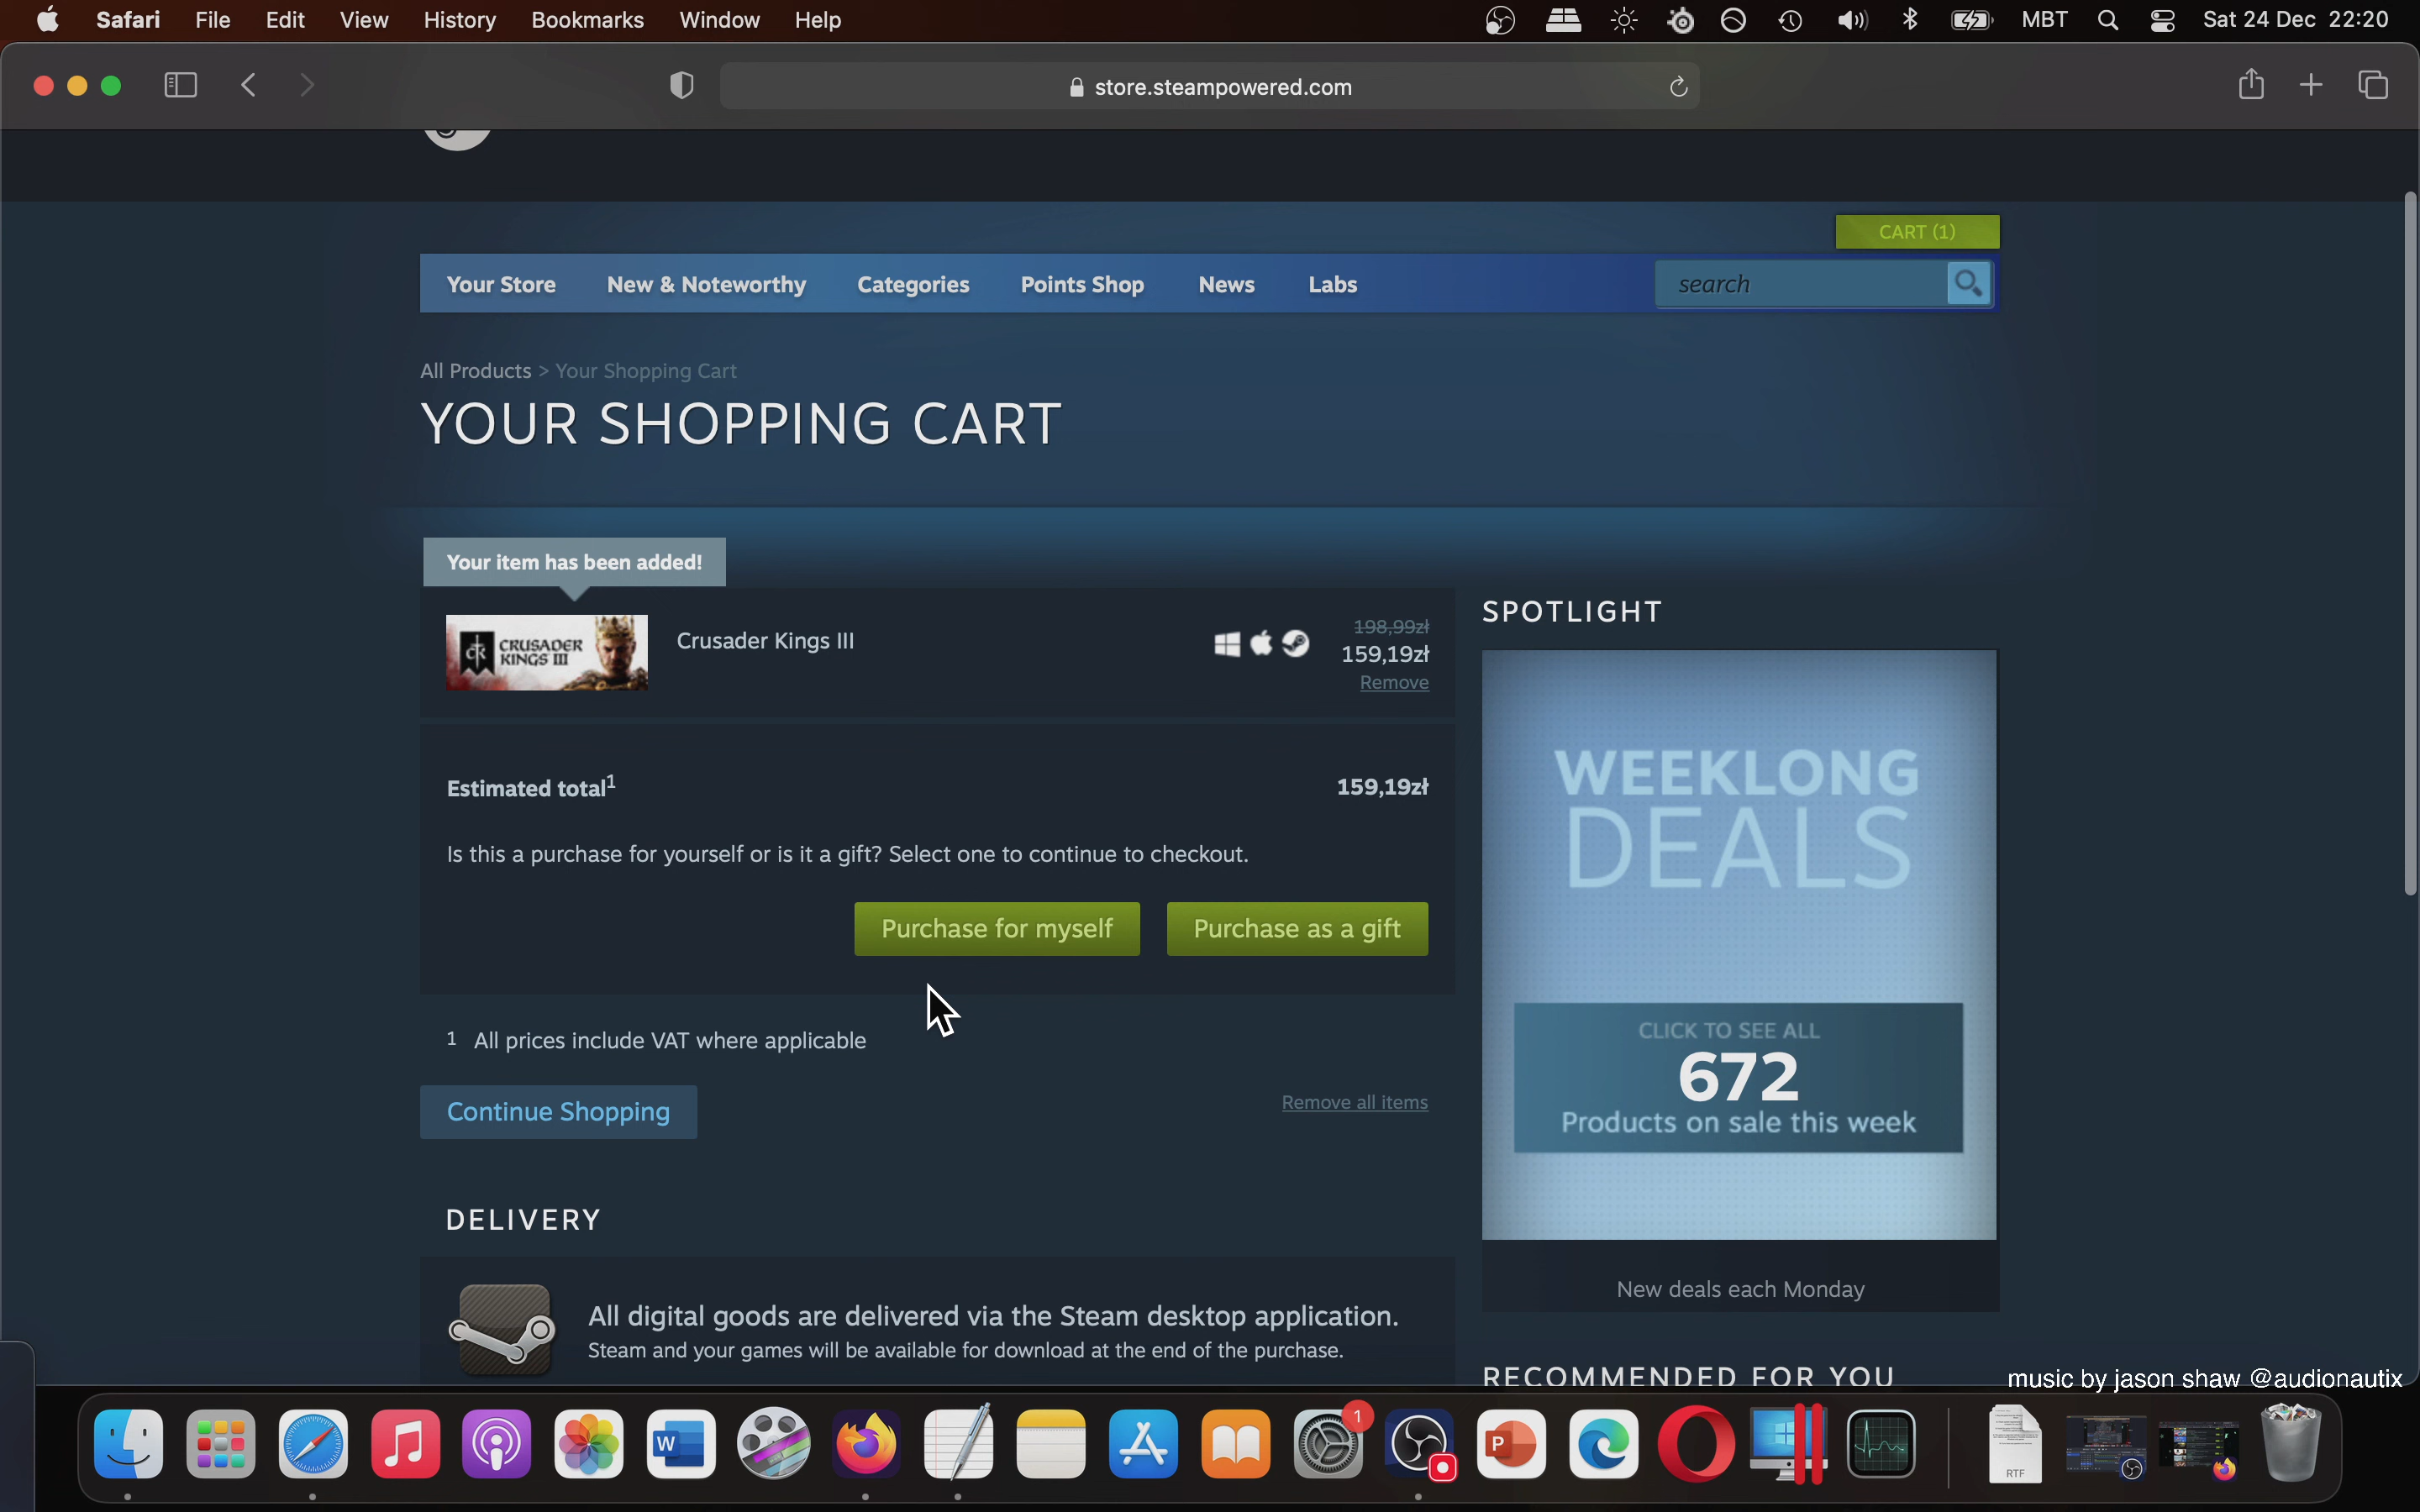 Safari File Edit View History Bookmarks Window Help MBT Sat 24 Dec 22:20
store.steampowered.com
CART (1)
Your Store New & Noteworthy Categories Points Shop News Labs search
All Products > Your Shopping Cart
YOUR SHOPPING CART
Your item has been added!
CRUSADER
KINGS III
Crusader Kings III
198,99zł
159,19zł
Remove
Estimated total¹ 159,19zł
Is this a purchase for yourself or is it a gift? Select one to continue to checkout.
Purchase for myself Purchase as a gift
1 All prices include VAT where applicable
Continue Shopping Remove all items
DELIVERY
All digital goods are delivered via the Steam desktop application.
Steam and your games will be available for download at the end of the purchase.
SPOTLIGHT
WEEKLONG
DEALS
CLICK TO SEE ALL
672
Products on sale this week
New deals each Monday
RECOMMENDED FOR YOU
music by jason shaw @audionautix
W
1
P
RTF